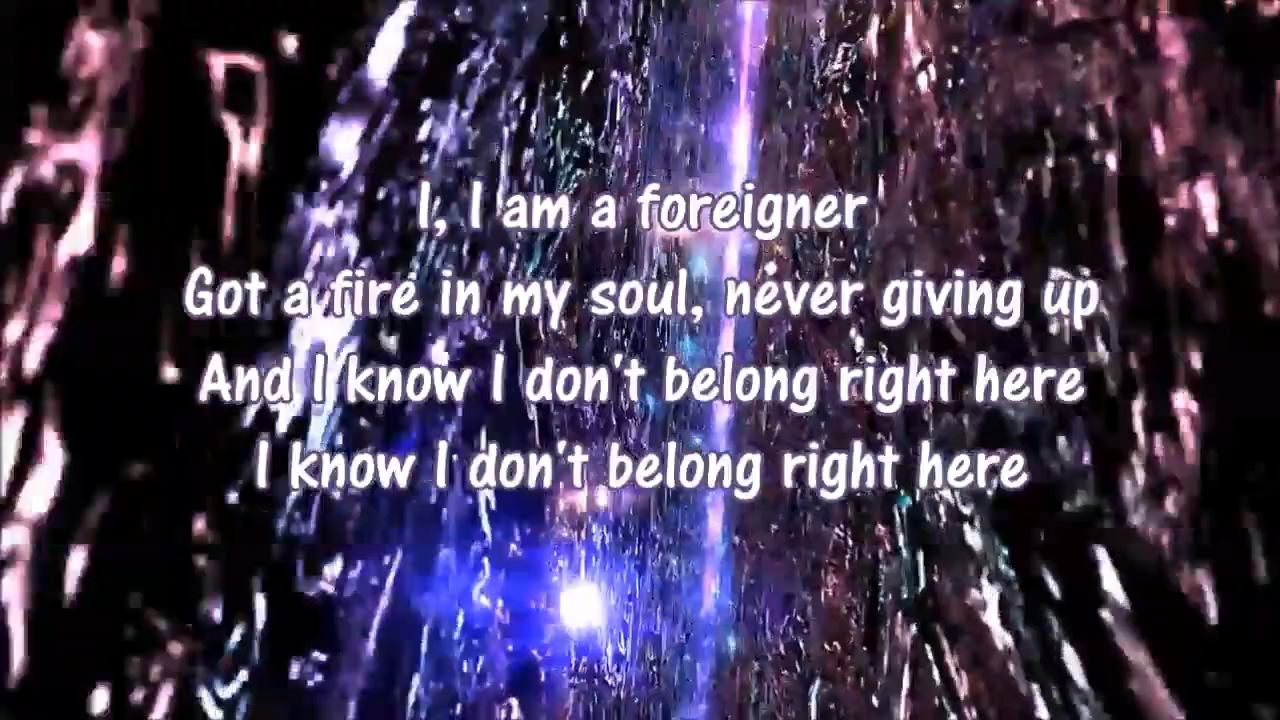 I, I am a foreigner
Got a fire in my soul, never giving up
And I know I don't belong right here
I know I don't belong right here